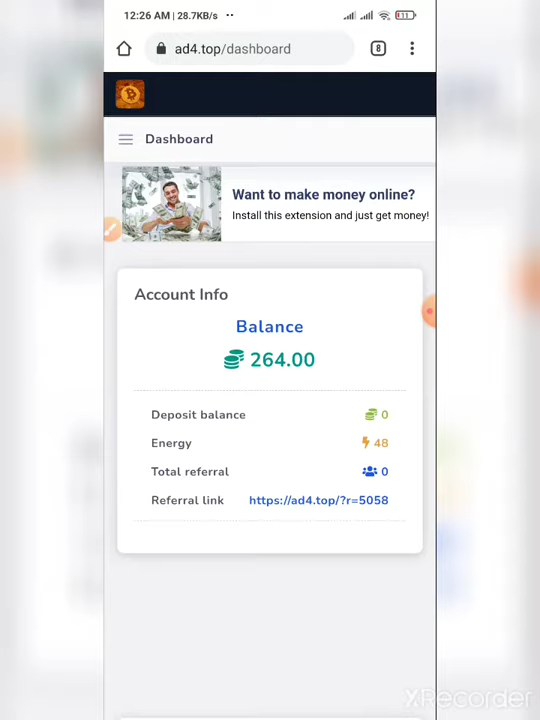 12:26 AM | 28.7KB/s ••
11
ad4.top/dashboard
8
Dashboard
Want to make money online?
Install this extension and just get money!
Account Info
Balance
264.00
Deposit balance 0
Energy 48
Total referral 0
Referral link https://ad4.top/?r=5058
XRecorder